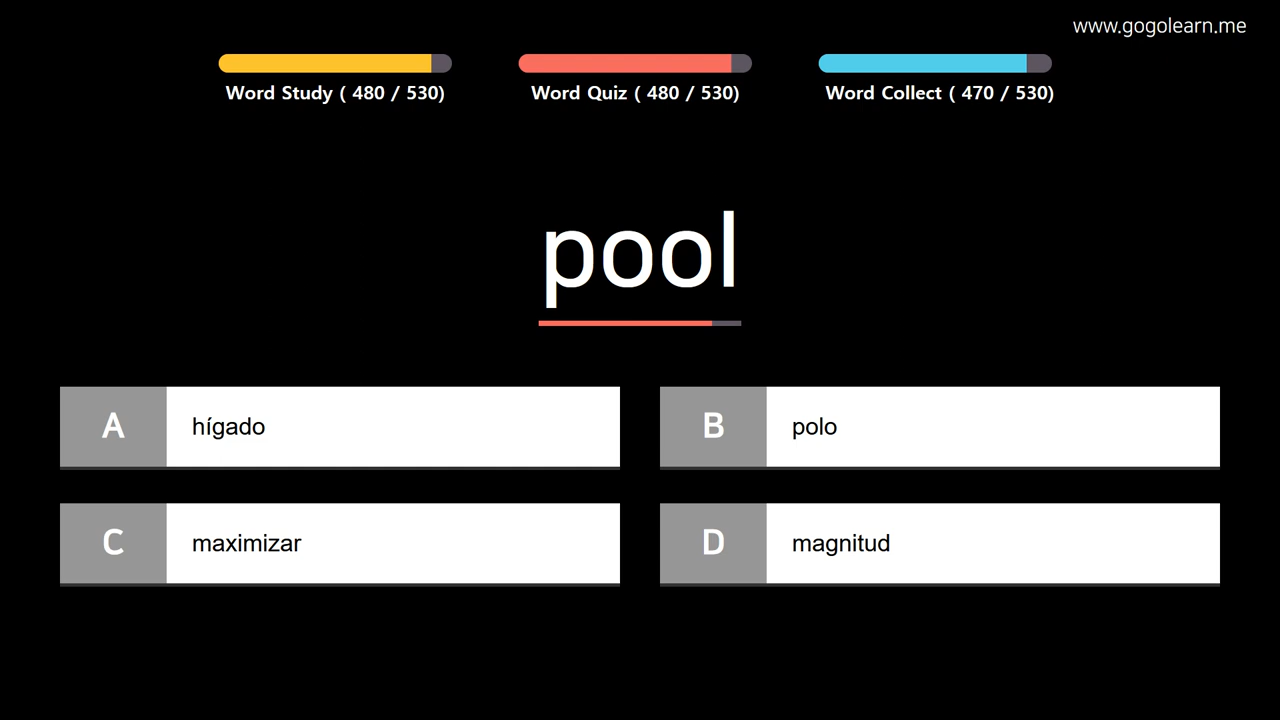 www.gogolearn.me
Word Study ( 480 / 530)
Word Quiz ( 480 / 530)
Word Collect ( 470 / 530)
pool
A
hígado
B
polo
C
maximizar
D
magnitud